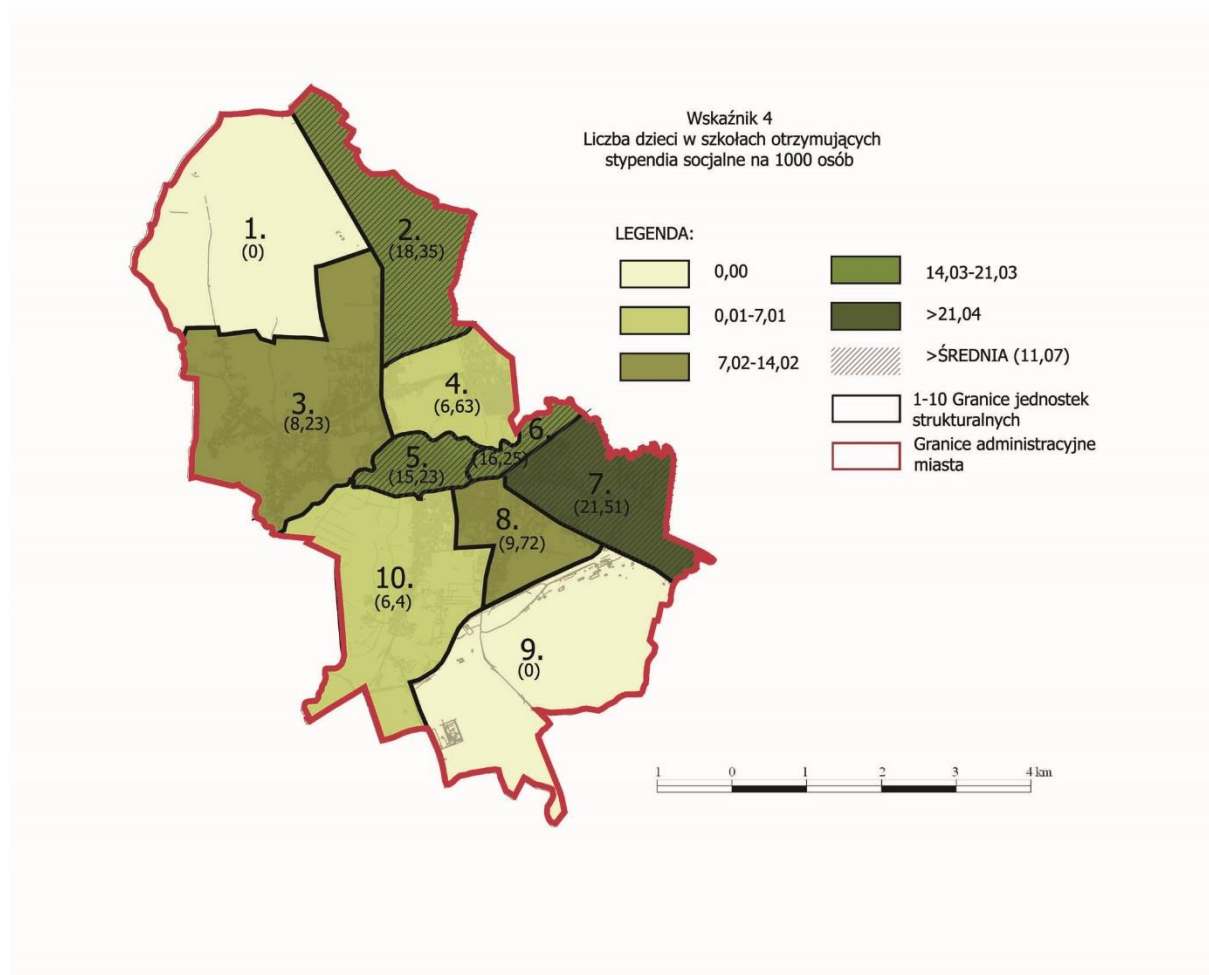 Wskaźnik 4
Liczba dzieci w szkołach otrzymujących
stypendia socjalne na 1000 osób
LEGENDA:
0,00
0,01-7,01
7,02-14,02
14,03-21,03
>21,04
>ŚREDNIA (11,07)
1-10 Granice jednostek
strukturalnych
Granice administracyjne
miasta
1.
(0)
2.
(18,35)
3.
(8,23)
4.
(6,63)
5.
(15,23)
6.
(16,25)
7.
(21,51)
8.
(9,72)
10.
(6,4)
9.
(0)
1 0 1 2 3 4 km